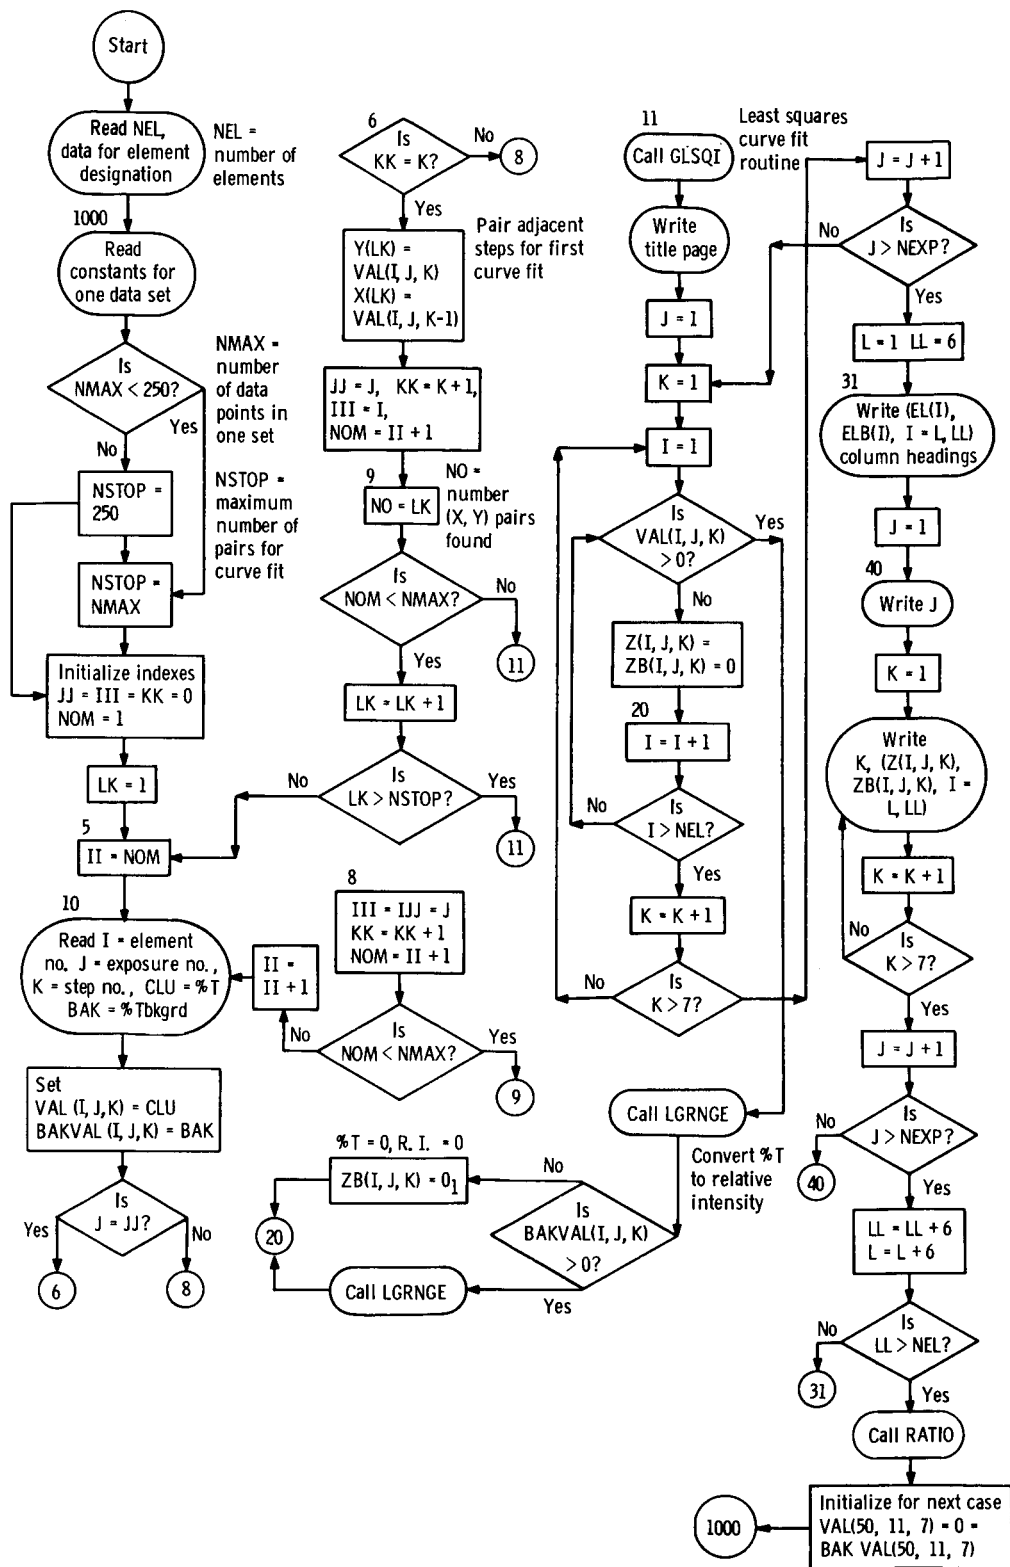 Start
Read NEL,
data for element
designation
NEL =
number of
elements
1000
Read
constants for
one data set
Is
NMAX < 250?
Yes
No
NMAX =
number
of data
points in
one set
NSTOP =
250
NSTOP =
maximum
number of
pairs for
curve fit
NSTOP =
NMAX
Initialize indexes
JJ = III = KK = 0
NOM = 1
LK = 1
5
II = NOM
10
Read I = element
no. J = exposure no.,
K = step no., CLU = %T
BAK = %Tbkgrd
Set
VAL (I, J,K) = CLU
BAKVAL (I, J,K) = BAK
Is
J = JJ?
Yes
No
6
8
6
Is
KK = K?
No
8
Yes
Y(LK) =
VAL(I, J, K)
X(LK) =
VAL(I, J, K-1)
Pair adjacent
steps for first
curve fit
JJ = J, KK = K + 1,
III = I,
NOM = II + 1
9
NO = LK
NO =
number
(X, Y) pairs
found
Is
NOM < NMAX?
No
11
Yes
LK = LK + 1
Is
LK > NSTOP?
No
Yes
11
8
III = IJJ = J
KK = KK + 1
NOM = II + 1
II =
II + 1
Is
NOM < NMAX?
No
Yes
9
%T = 0, R. I. = 0
ZB(I, J, K) = 0₁
No
20
Is
BAKVAL(I, J, K)
> 0?
Yes
Call LGRNGE
11
Call GLSQI
Least squares
curve fit
routine
Write
title page
J = 1
K = 1
I = 1
Is
VAL(I, J, K)
> 0?
Yes
No
Z(I, J, K) =
ZB(I, J, K) = 0
20
I = I + 1
Is
I > NEL?
No
Yes
K = K + 1
Is
K > 7?
No
Call LGRNGE
Convert %T
to relative
intensity
J = J + 1
Is
J > NEXP?
No
Yes
L = 1 LL = 6
31
Write (EL(I),
ELB(I), I = L, LL)
column headings
J = 1
40
Write J
K = 1
Write
K, (Z(I, J, K),
ZB(I, J, K), I =
L, LL)
K = K + 1
Is
K > 7?
No
Yes
J = J + 1
Is
J > NEXP?
No
40
Yes
LL = LL + 6
L = L + 6
Is
LL > NEL?
No
31
Yes
Call RATIO
Initialize for next case
VAL(50, 11, 7) = 0 =
BAK VAL(50, 11, 7)
1000